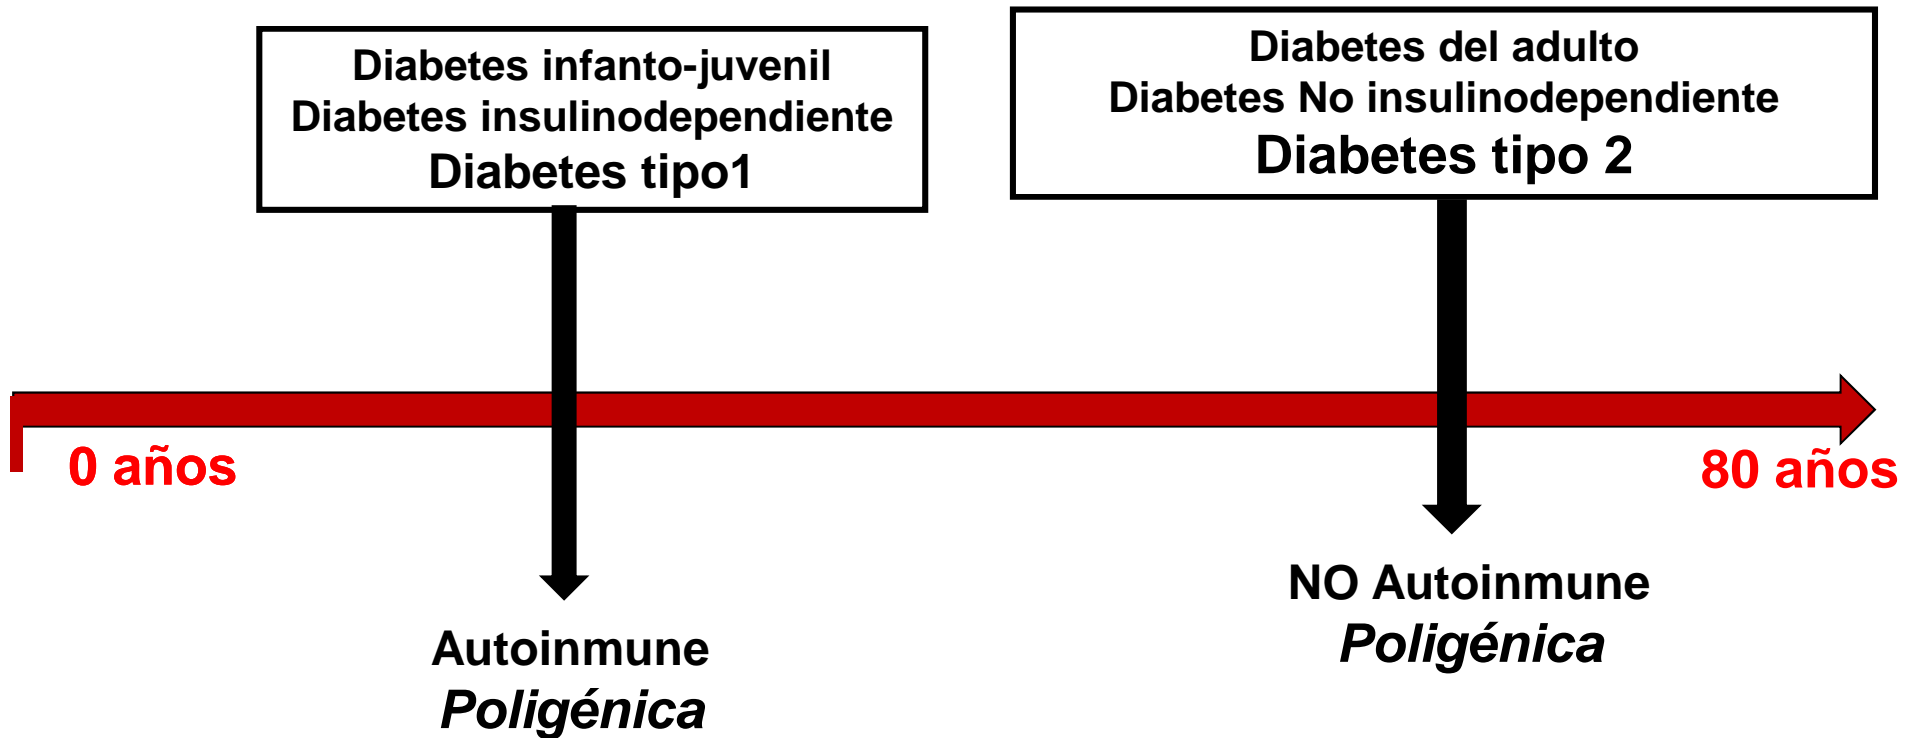 Diabetes infanto-juvenil
Diabetes insulinodependiente
Diabetes tipo1
Diabetes del adulto
Diabetes No insulinodependiente
Diabetes tipo 2
0 años
80 años
Autoinmune
Poligénica
NO Autoinmune
Poligénica